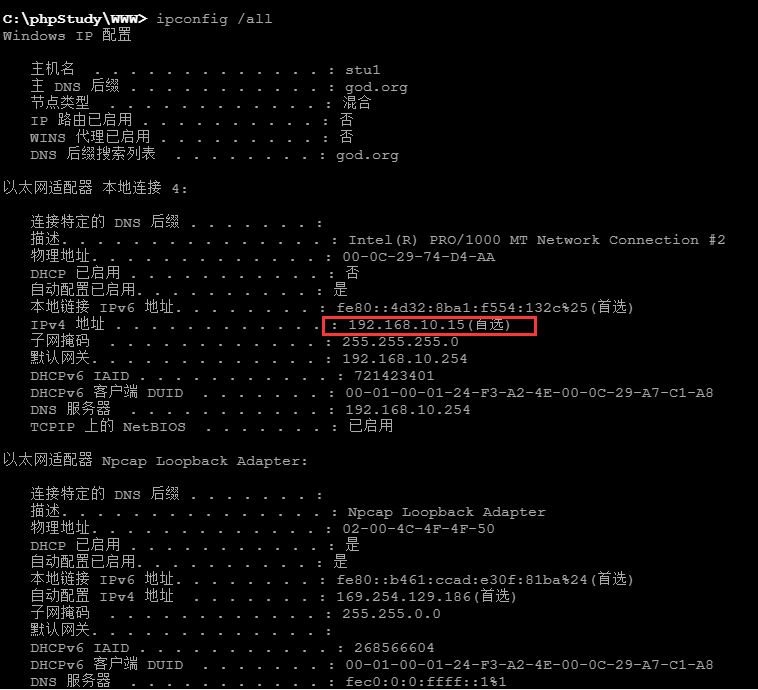 C:\phpStudy\WWW> ipconfig /all
Windows IP 配置
主机名 . . . . . . . . . . . . . : stu1
主 DNS 后缀 . . . . . . . . . . . : god.org
节点类型 . . . . . . . . . . . . : 混合
IP 路由已启用 . . . . . . . . . . : 否
WINS 代理已启用 . . . . . . . . . : 否
DNS 后缀搜索列表 . . . . . . . . : god.org
以太网适配器 本地连接 4:
连接特定的 DNS 后缀 . . . . . . . :
描述. . . . . . . . . . . . . . . : Intel(R) PRO/1000 MT Network Connection #2
物理地址. . . . . . . . . . . . . : 00-0C-29-74-D4-AA
DHCP 已启用 . . . . . . . . . . . : 否
自动配置已启用. . . . . . . . . . : 是
本地链接 IPv6 地址. . . . . . . . : fe80::4d32:8ba1:f554:132c%25(首选)
IPv4 地址 . . . . . . . . . . . . : 192.168.10.15(首选)
子网掩码 . . . . . . . . . . . . : 255.255.255.0
默认网关. . . . . . . . . . . . . : 192.168.10.254
DHCPv6 IAID . . . . . . . . . . . : 721423401
DHCPv6 客户端 DUID . . . . . . . : 00-01-00-01-24-F3-A2-4E-00-0C-29-A7-C1-A8
DNS 服务器 . . . . . . . . . . . : 192.168.10.254
TCPIP 上的 NetBIOS . . . . . . . : 已启用
以太网适配器 Npcap Loopback Adapter:
连接特定的 DNS 后缀 . . . . . . . :
描述. . . . . . . . . . . . . . . : Npcap Loopback Adapter
物理地址. . . . . . . . . . . . . : 02-00-4C-4F-4F-50
DHCP 已启用 . . . . . . . . . . . : 是
自动配置已启用. . . . . . . . . . : 是
本地链接 IPv6 地址. . . . . . . . : fe80::b461:ccad:e30f:81ba%24(首选)
自动配置 IPv4 地址 . . . . . . . : 169.254.129.186(首选)
子网掩码 . . . . . . . . . . . . : 255.255.0.0
默认网关. . . . . . . . . . . . . :
DHCPv6 IAID . . . . . . . . . . . : 268566604
DHCPv6 客户端 DUID . . . . . . . : 00-01-00-01-24-F3-A2-4E-00-0C-29-A7-C1-A8
DNS 服务器 . . . . . . . . . . . : fec0:0:0:ffff::1%1